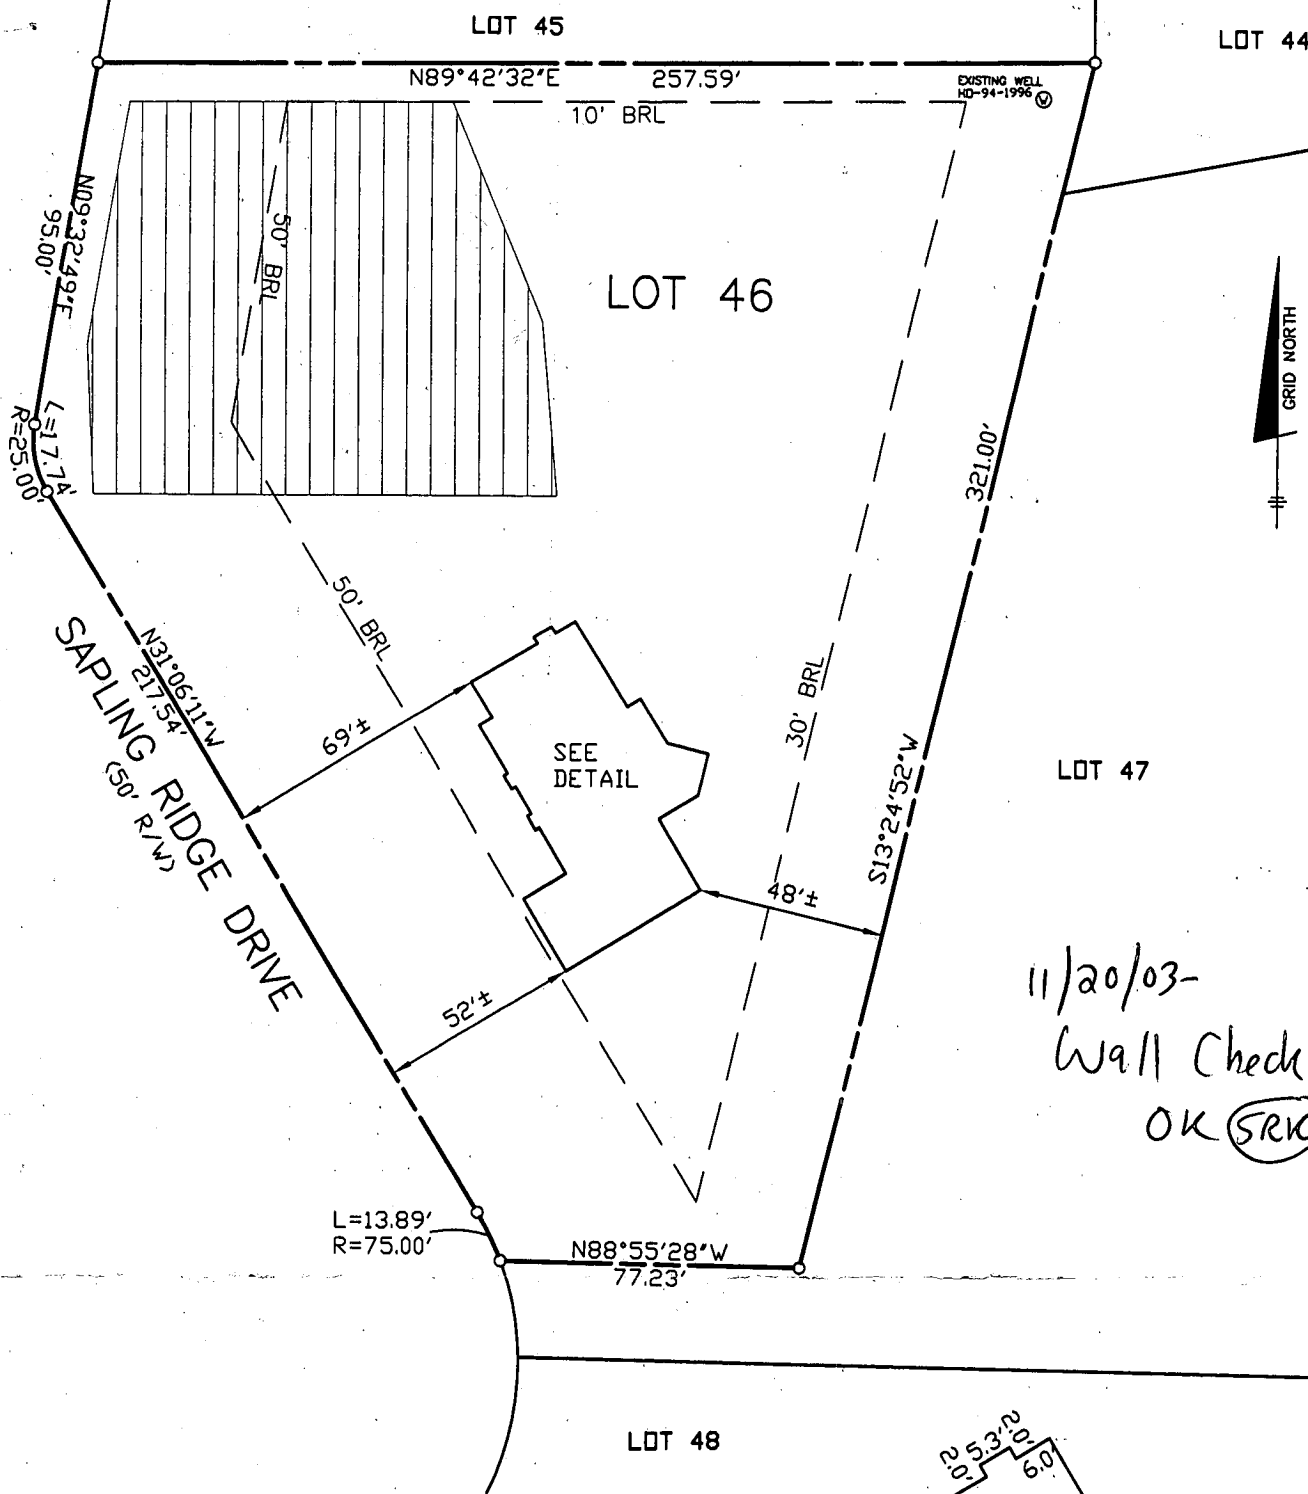 LOT 45
LOT 44
N89°42'32"E 257.59'
EXISTING WELL
HO-94-1996 W
10' BRL
N09°32'49"E
95.00'
50' BRL
LOT 46
GRID NORTH
L=17.74'
R=25.00'
321.00'
50' BRL
N31°06'11"W
217.54'
SAPLING RIDGE DRIVE
(50' R/W)
69'±
SEE
DETAIL
30' BRL
S13°24'52"W
LOT 47
48'±
52'±
11/20/03-
Wall Check
OK SRK
L=13.89'
R=75.00'
N88°55'28"W
77.23'
LOT 48
2.0'
5.3'
2.0'
6.0'